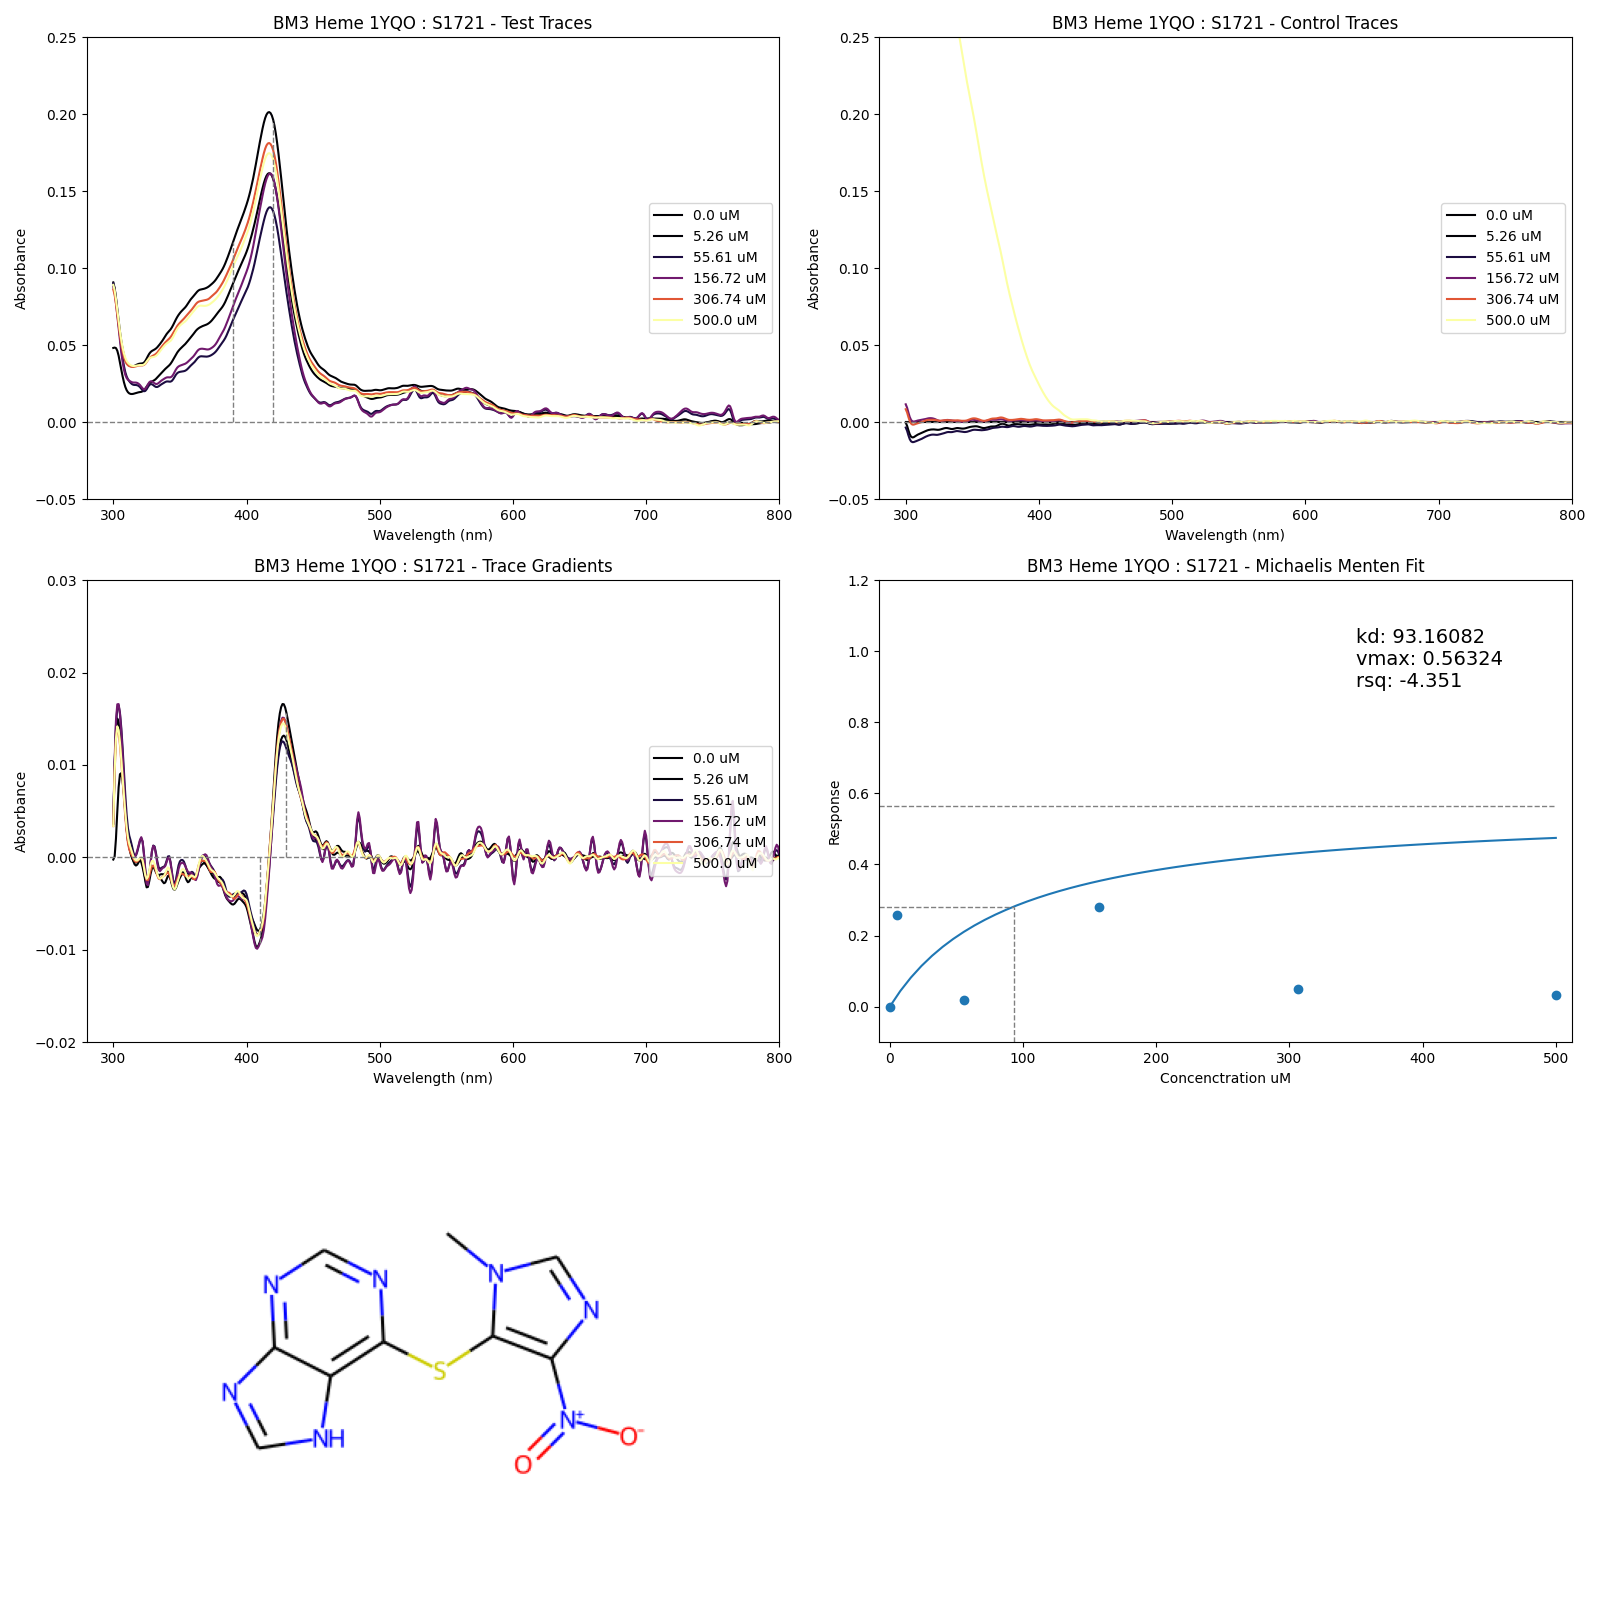 BM3 Heme 1YQO : S1721 - Test Traces
0.25
0.20
0.15
0.10
0.05
0.00
−0.05
Absorbance
300
400
500
600
700
800
Wavelength (nm)
0.0 uM
5.26 uM
55.61 uM
156.72 uM
306.74 uM
500.0 uM
BM3 Heme 1YQO : S1721 - Control Traces
0.25
0.20
0.15
0.10
0.05
0.00
−0.05
Absorbance
300
400
500
600
700
800
Wavelength (nm)
0.0 uM
5.26 uM
55.61 uM
156.72 uM
306.74 uM
500.0 uM
BM3 Heme 1YQO : S1721 - Trace Gradients
0.03
0.02
0.01
0.00
−0.01
−0.02
Absorbance
300
400
500
600
700
800
Wavelength (nm)
0.0 uM
5.26 uM
55.61 uM
156.72 uM
306.74 uM
500.0 uM
BM3 Heme 1YQO : S1721 - Michaelis Menten Fit
1.2
1.0
0.8
0.6
0.4
0.2
0.0
Response
0
100
200
300
400
500
Concenctration uM
kd: 93.16082
vmax: 0.56324
rsq: -4.351
N
N
N
N
S
N
NH
N+
O-
O